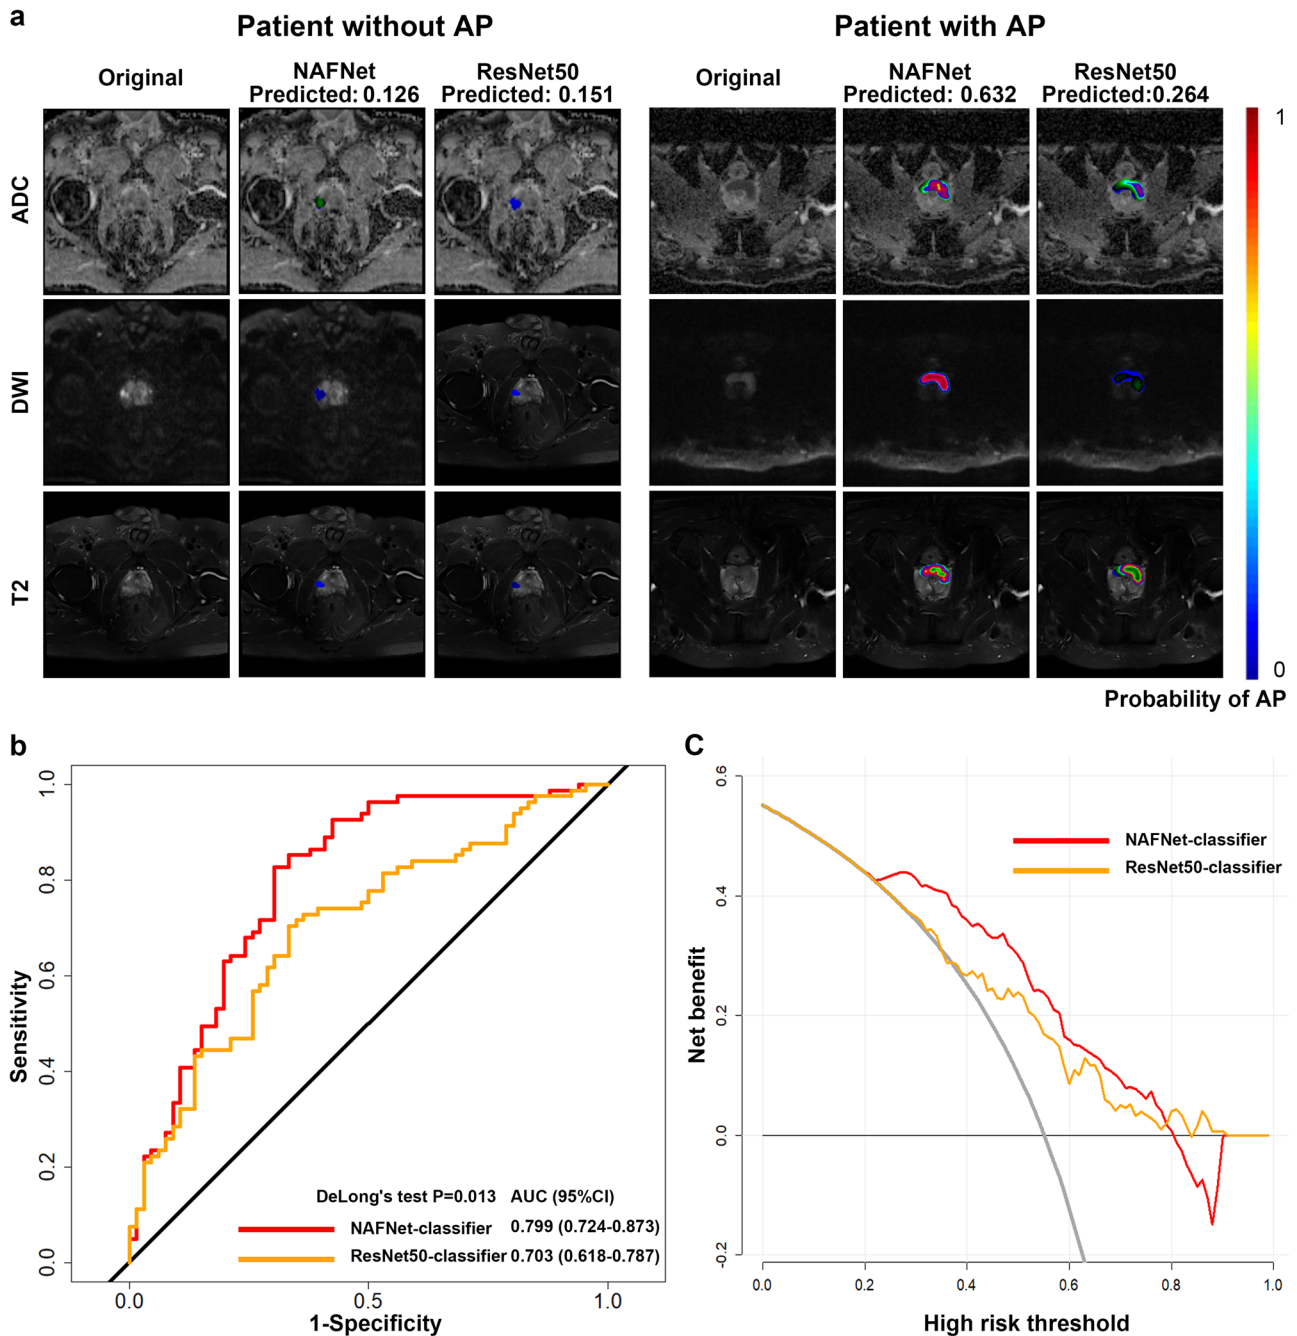 a
Patient without AP
Patient with AP
Original
NAFNet
Predicted: 0.126
ResNet50
Predicted: 0.151
Original
NAFNet
Predicted: 0.632
ResNet50
Predicted:0.264
ADC
DWI
T2
1
0
Probability of AP
b
1.0
0.8
0.6
0.4
0.2
0.0
Sensitivity
DeLong's test P=0.013 AUC (95%CI)
NAFNet-classifier 0.799 (0.724-0.873)
ResNet50-classifier 0.703 (0.618-0.787)
0.0 0.5 1.0
1-Specificity
C
0.6
0.4
0.2
0.0
-0.2
Net benefit
NAFNet-classifier
ResNet50-classifier
0.0 0.2 0.4 0.6 0.8 1.0
High risk threshold